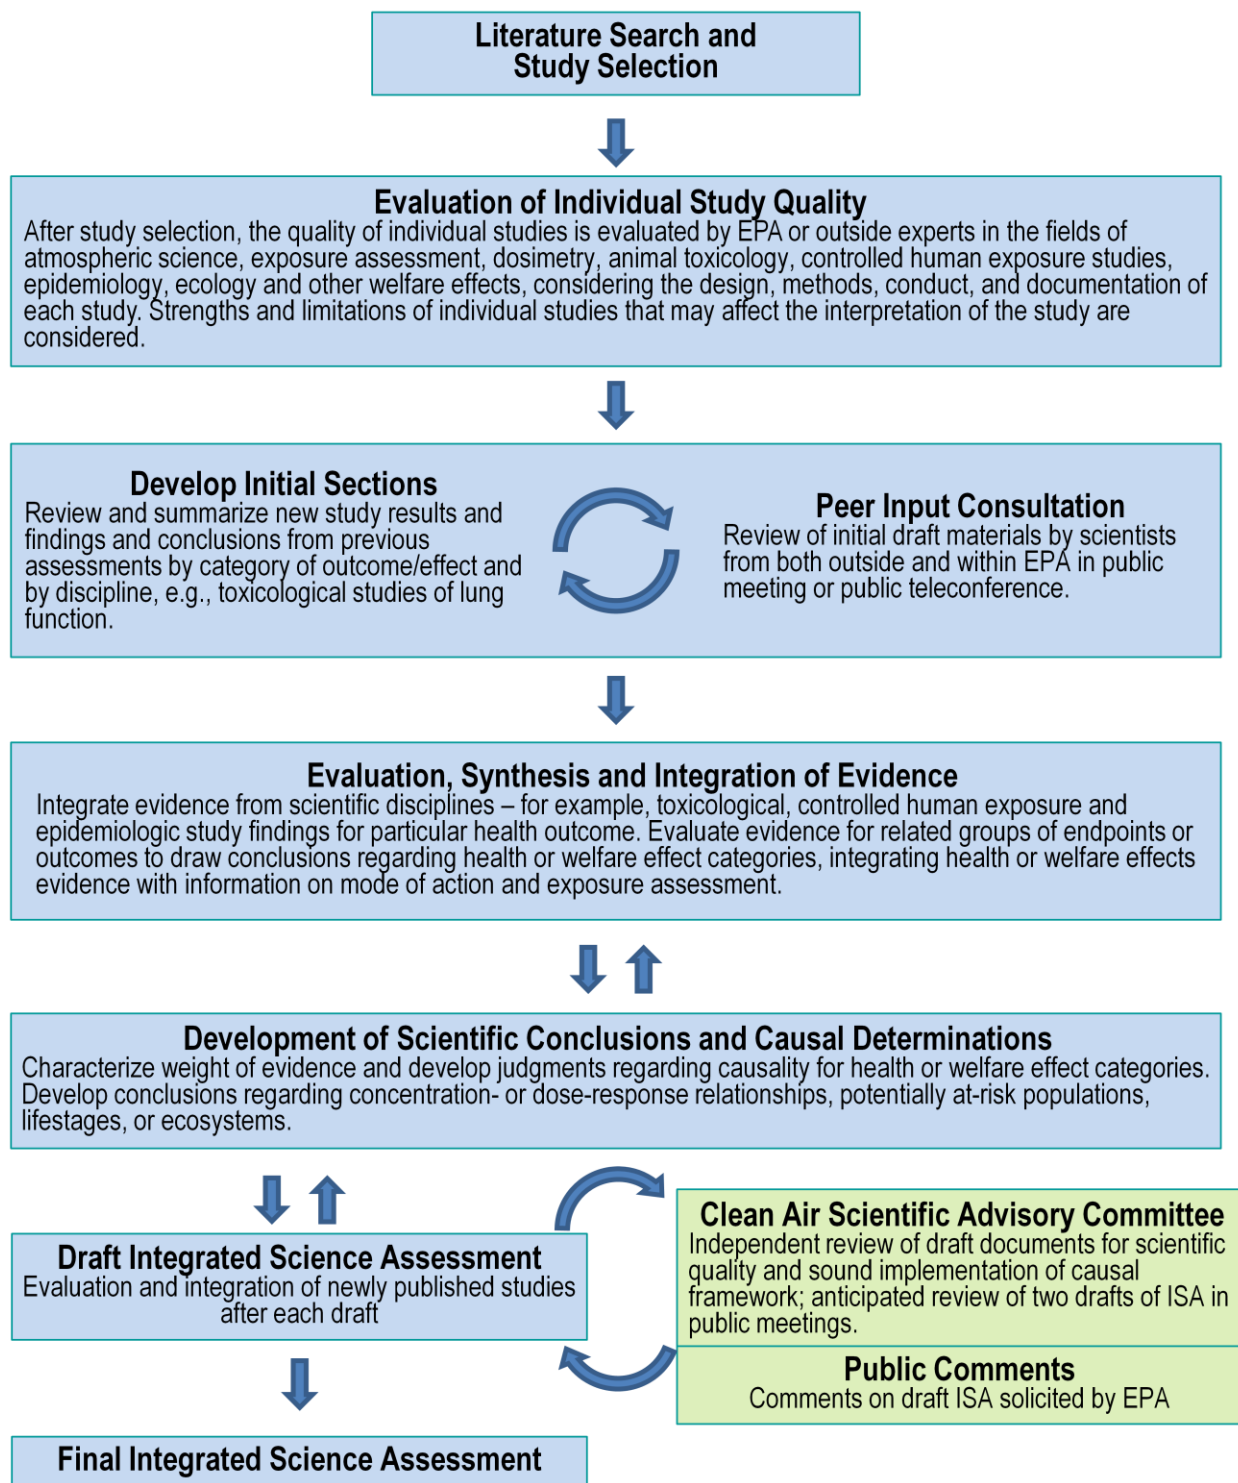 Literature Search and
Study Selection
Evaluation of Individual Study Quality
After study selection, the quality of individual studies is evaluated by EPA or outside experts in the fields of
atmospheric science, exposure assessment, dosimetry, animal toxicology, controlled human exposure studies,
epidemiology, ecology and other welfare effects, considering the design, methods, conduct, and documentation of
each study. Strengths and limitations of individual studies that may affect the interpretation of the study are
considered.
Develop Initial Sections
Review and summarize new study results and
findings and conclusions from previous
assessments by category of outcome/effect and
by discipline, e.g., toxicological studies of lung
function.
Peer Input Consultation
Review of initial draft materials by scientists
from both outside and within EPA in public
meeting or public teleconference.
Evaluation, Synthesis and Integration of Evidence
Integrate evidence from scientific disciplines – for example, toxicological, controlled human exposure and
epidemiologic study findings for particular health outcome. Evaluate evidence for related groups of endpoints or
outcomes to draw conclusions regarding health or welfare effect categories, integrating health or welfare effects
evidence with information on mode of action and exposure assessment.
Development of Scientific Conclusions and Causal Determinations
Characterize weight of evidence and develop judgments regarding causality for health or welfare effect categories.
Develop conclusions regarding concentration- or dose-response relationships, potentially at-risk populations,
lifestages, or ecosystems.
Draft Integrated Science Assessment
Evaluation and integration of newly published studies
after each draft
Clean Air Scientific Advisory Committee
Independent review of draft documents for scientific
quality and sound implementation of causal
framework; anticipated review of two drafts of ISA in
public meetings.
Public Comments
Comments on draft ISA solicited by EPA
Final Integrated Science Assessment